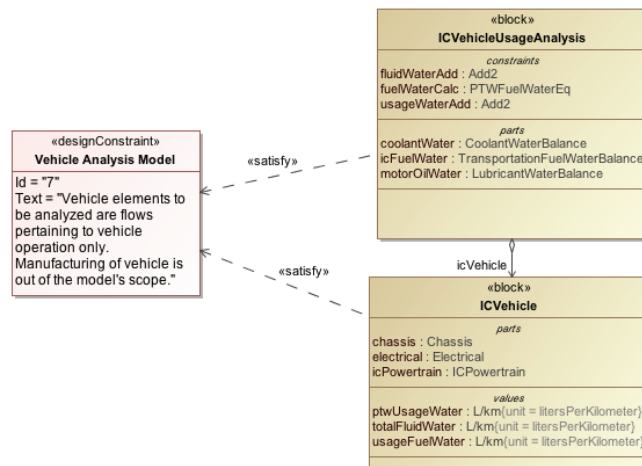 «block»
ICVehicleUsageAnalysis
constraints
fluidWaterAdd : Add2
fuelWaterCalc : PTWFuelWaterEq
usageWaterAdd : Add2
parts
coolantWater : CoolantWaterBalance
icFuelWater : TransportationFuelWaterBalance
motorOilWater : LubricantWaterBalance
«designConstraint»
Vehicle Analysis Model
Id = "7"
Text = "Vehicle elements to
be analyzed are flows
pertaining to vehicle
operation only.
Manufacturing of vehicle is
out of the model's scope."
«satisfy»
«satisfy»
icVehicle
«block»
ICVehicle
parts
chassis : Chassis
electrical : Electrical
icPowertrain : ICPowertrain
values
ptwUsageWater : L/km{unit = litersPerKilometer}
totalFluidWater : L/km{unit = litersPerKilometer}
usageFuelWater : L/km{unit = litersPerKilometer}